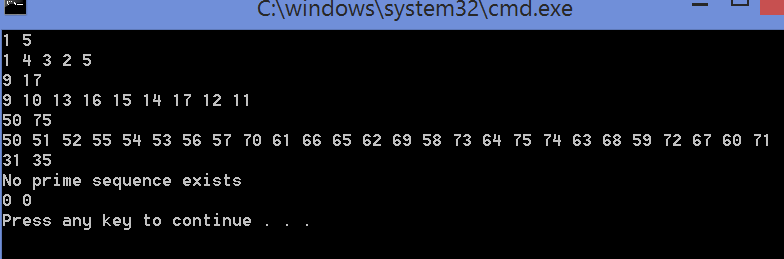 C:\windows\system32\cmd.exe
1 5
1 4 3 2 5
9 17
9 10 13 16 15 14 17 12 11
50 75
50 51 52 55 54 53 56 57 70 61 66 65 62 69 58 73 64 75 74 63 68 59 72 67 60 71
31 35
No prime sequence exists
0 0
Press any key to continue . . .